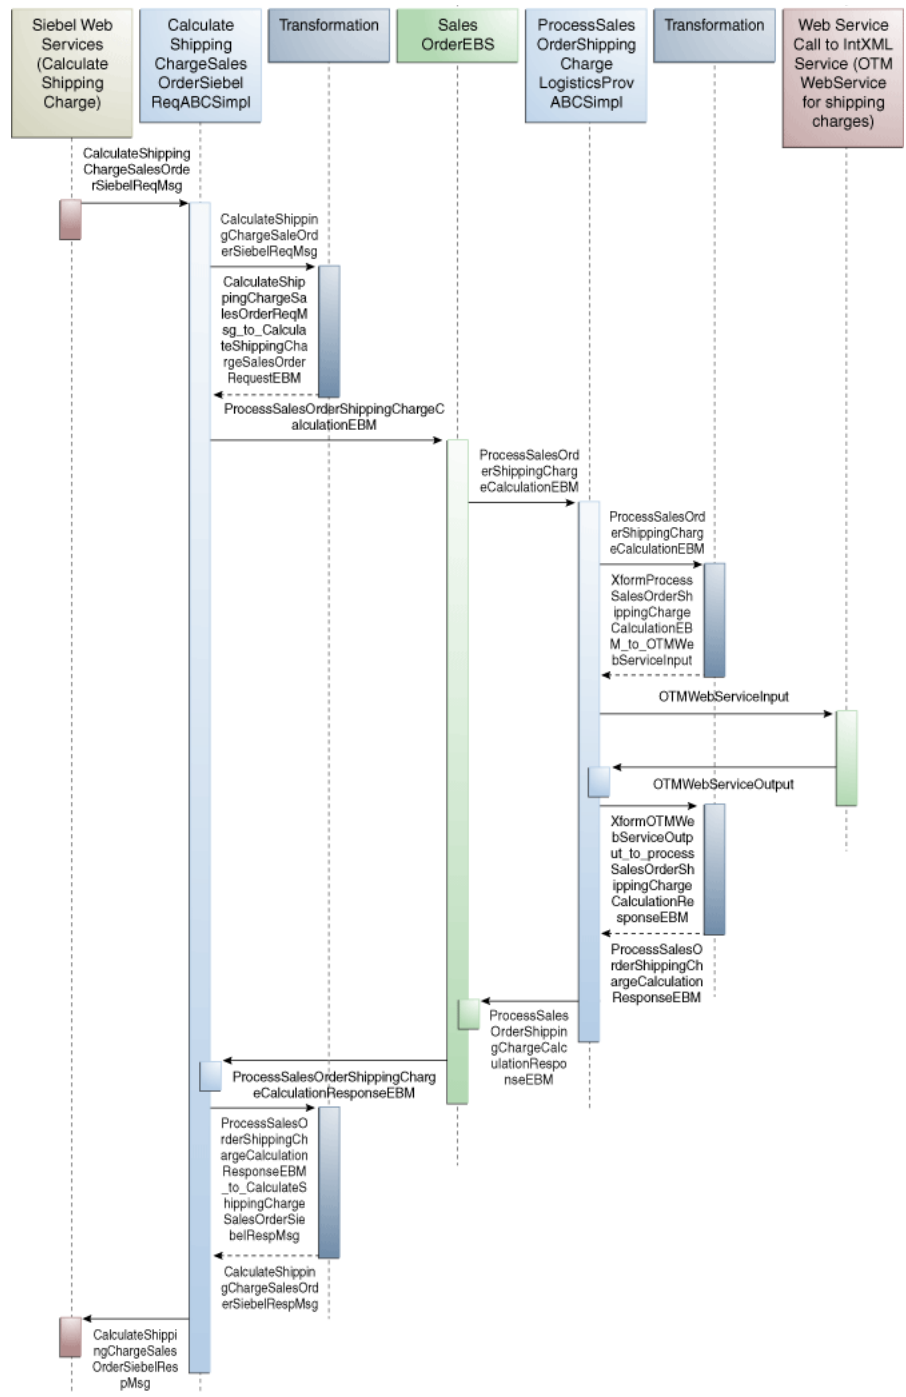 Siebel Web
Services
(Calculate
Shipping
Charge)
Calculate
Shipping
ChargeSales
OrderSiebel
ReqABCSimpl
Transformation
Sales
OrderEBS
ProcessSales
OrderShipping
Charge
LogisticsProv
ABCSimpl
Transformation
Web Service
Call to IntXML
Service (OTM
WebService
for shipping
charges)
CalculateShipping
ChargeSalesOrde
rSiebelReqMsg
CalculateShippin
gChargeSaleOrd
erSiebelReqMsg
CalculateShip
pingChargeSa
lesOrderReqM
sg_to_Calcula
teShippingCha
rgeSalesOrder
RequestEBM
ProcessSalesOrderShippingChargeC
alculationEBM
ProcessSalesOrd
erShippingCharg
eCalculationEBM
ProcessSalesOrd
erShippingCharg
eCalculationEBM
XformProcess
SalesOrderSh
ippingCharge
CalculationEB
M_to_OTMWe
bServiceInput
OTMWebServiceInput
OTMWebServiceOutput
XformOTMWe
bServiceOutp
ut_to_process
SalesOrderSh
ippingCharge
CalculationRe
sponseEBM
ProcessSalesO
rderShippingCh
argeCalculation
ResponseEBM
ProcessSales
OrderShippin
gChargeCalc
ulationRespo
nseEBM
ProcessSalesOrderShippingCharg
eCalculationResponseEBM
ProcessSalesO
rderShippingCh
argeCalculation
ResponseEBM
_to_CalculateS
hippingCharge
SalesOrderSie
belRespMsg
CalculateShippin
gChargeSalesOrd
erSiebelRespMsg
CalculateShippi
ngChargeSales
OrderSiebelRes
pMsg